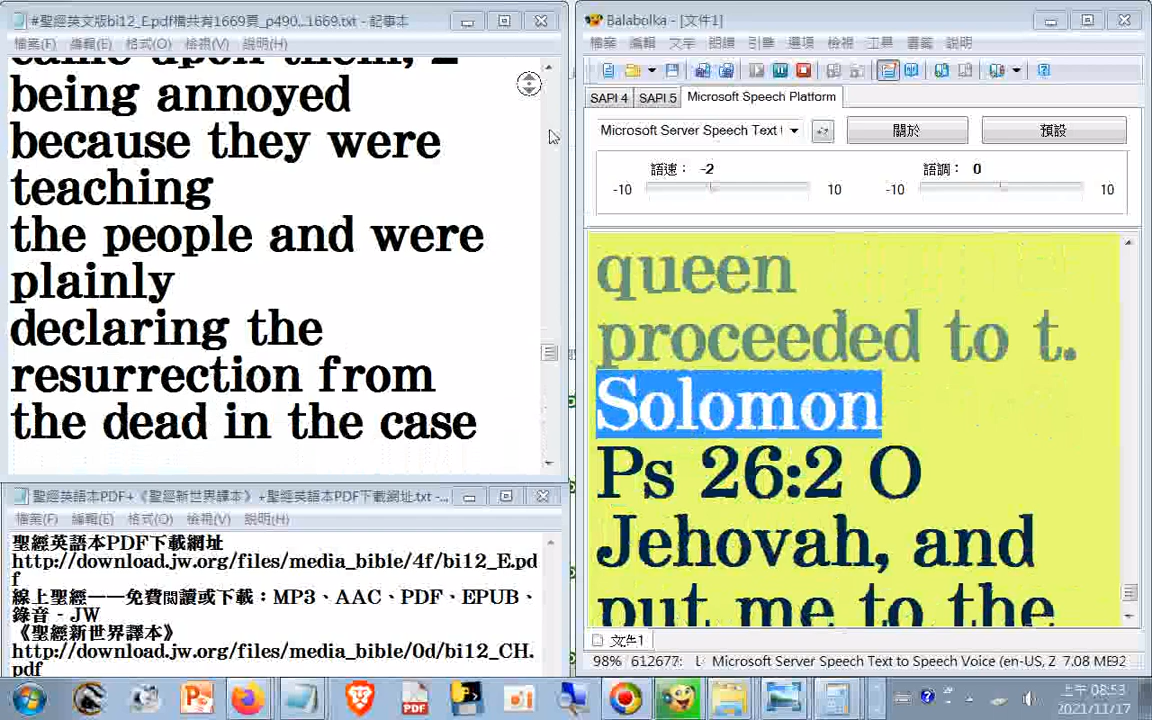 #聖經英文版bi12_E.pdf檔共有1669頁_p490...1669.txt - 記事本
檔案(F) 編輯(E) 格式(O) 檢視(V) 說明(H)
came upon them, 2
being annoyed
because they were
teaching
the people and were
plainly
declaring the
resurrection from
the dead in the case
聖經英語本PDF+《聖經新世界譯本》+聖經英語本PDF下載網址.txt -...
檔案(F) 編輯(E) 格式(O) 檢視(V) 說明(H)
聖經英語本PDF下載網址
http://download.jw.org/files/media_bible/4f/bi12_E.pd
f
線上聖經——免費閱讀或下載：MP3、AAC、PDF、EPUB、
錄音 - JW
《聖經新世界譯本》
http://download.jw.org/files/media_bible/0d/bi12_CH.
pdf
Balabolka - [文件1]
檔案 編輯 文字 朗讀 引擎 選項 檢視 工具 書籤 說明
SAPI 4 SAPI 5 Microsoft Speech Platform
Microsoft Server Speech Text 關於 預設
語速： -2 語調： 0
-10 10 -10 10
queen
proceeded to t.
Solomon
Ps 26:2 O
Jehovah, and
put me to the
文件1
98% 612677: Microsoft Server Speech Text to Speech Voice (en-US, Z 7.08 ME92
PDF
上午 08:53
2021/11/17